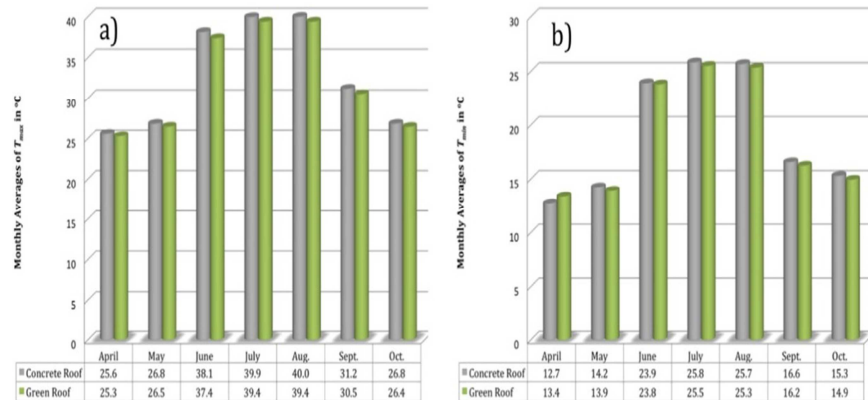 a)
Monthly Averages of Tmax in °C
40
35
30
25
20
15
10
5
0
April May June July Aug. Sept. Oct.
Concrete Roof 25.6 26.8 38.1 39.9 40.0 31.2 26.8
Green Roof 25.3 26.5 37.4 39.4 39.4 30.5 26.4
b)
Monthly Averages of Tmin in °C
30
25
20
15
10
5
0
April May June July Aug. Sept. Oct.
Concrete Roof 12.7 14.2 23.9 25.8 25.7 16.6 15.3
Green Roof 13.4 13.9 23.8 25.5 25.3 16.2 14.9